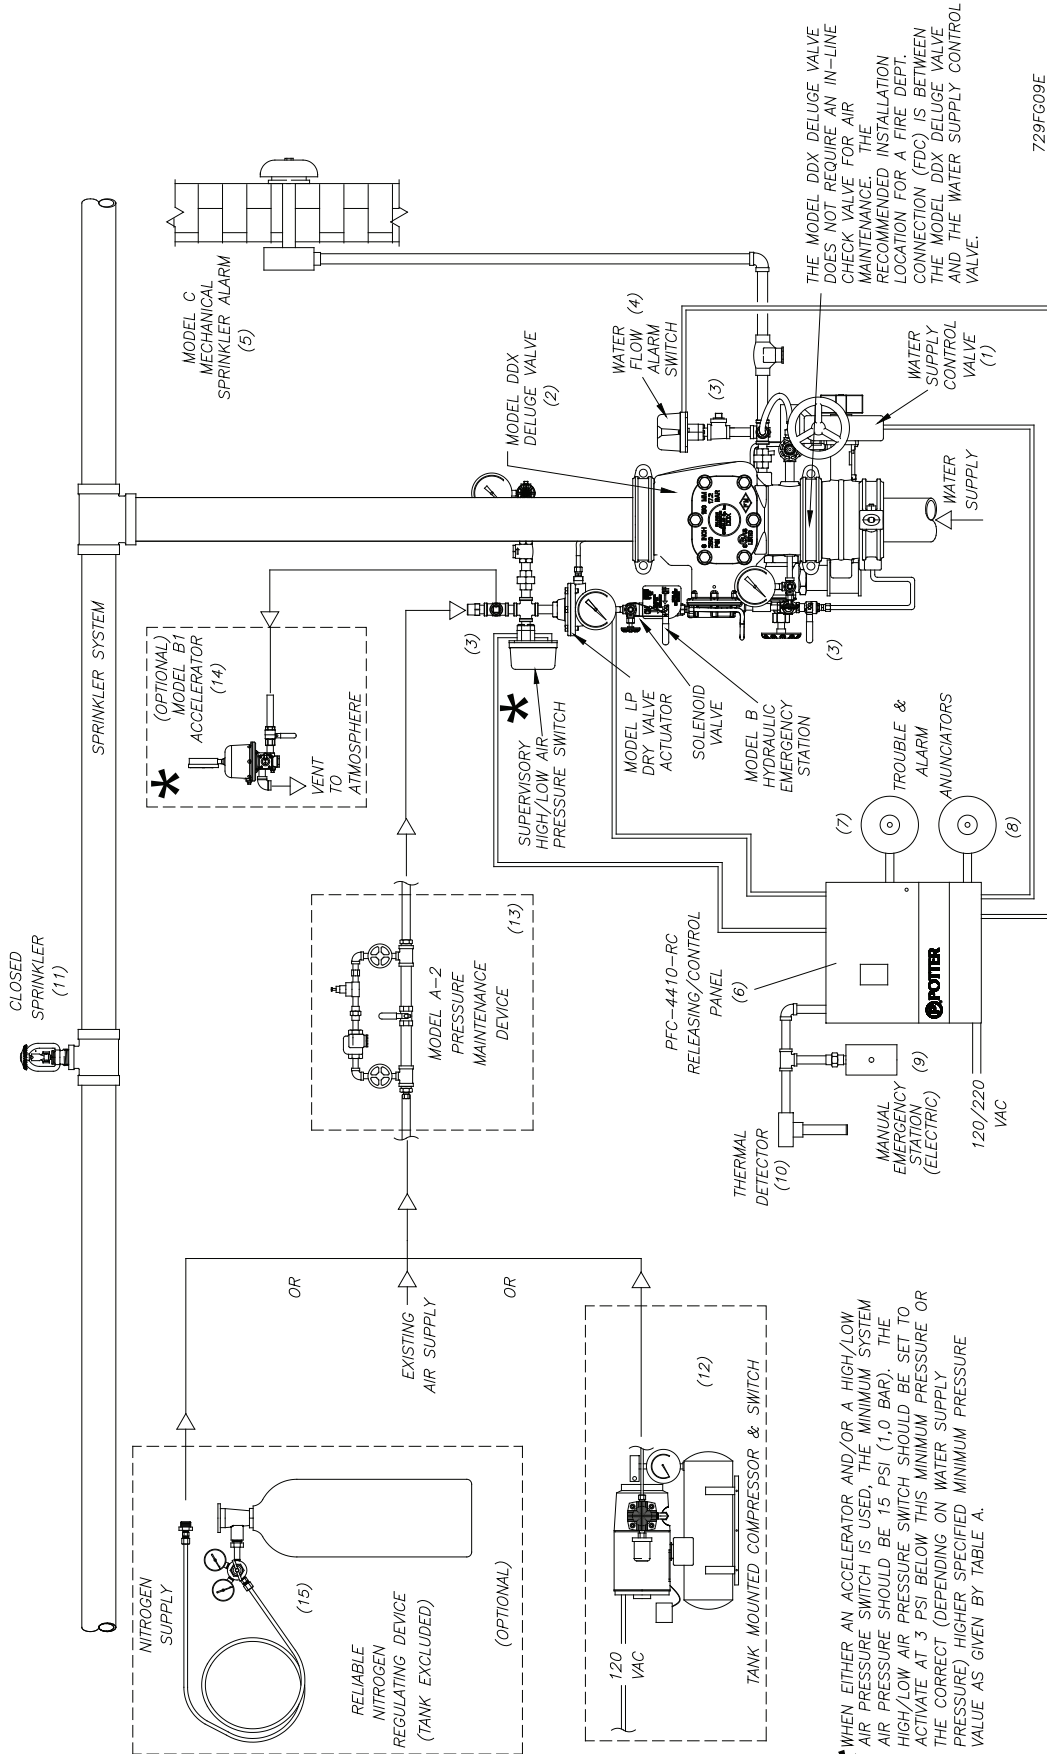 CLOSED
SPRINKLER
(11)
SPRINKLER SYSTEM
NITROGEN
SUPPLY
(15)
RELIABLE
NITROGEN
REGULATING DEVICE
(TANK EXCLUDED)
(OPTIONAL)
OR
EXISTING
AIR SUPPLY
OR
120
VAC
(12)
TANK MOUNTED COMPRESSOR & SWITCH
MODEL A-2
PRESSURE
MAINTENANCE
DEVICE
(13)
*
(OPTIONAL)
MODEL B1
ACCELERATOR
(14)
VENT
TO
ATMOSPHERE
MODEL C
MECHANICAL
SPRINKLER ALARM
(5)
(3)
*
SUPERVISORY
HIGH/LOW AIR
PRESSURE SWITCH
MODEL DDX
DELUGE VALVE
(2)
WATER
FLOW
ALARM
SWITCH
(4)
(3)
MODEL LP
DRY VALVE
ACTUATOR
SOLENOID
VALVE
MODEL B
HYDRAULIC
EMERGENCY
STATION
(3)
WATER
SUPPLY
CONTROL
VALVE
(1)
WATER
SUPPLY
PFC-4410-RC
RELEASING/CONTROL
PANEL
(6)
POTTER
(7)
TROUBLE &
ALARM
ANUNCIATORS
(8)
THERMAL
DETECTOR
(10)
MANUAL
EMERGENCY
STATION
(ELECTRIC)
(9)
120/220
VAC
THE MODEL DDX DELUGE VALVE
DOES NOT REQUIRE AN IN-LINE
CHECK VALVE FOR AIR
MAINTENANCE. THE
RECOMMENDED INSTALLATION
LOCATION FOR A FIRE DEPT.
CONNECTION (FDC) IS BETWEEN
THE MODEL DDX DELUGE VALVE
AND THE WATER SUPPLY CONTROL
VALVE.
*WHEN EITHER AN ACCELERATOR AND/OR A HIGH/LOW
AIR PRESSURE SWITCH IS USED, THE MINIMUM SYSTEM
AIR PRESSURE SHOULD BE 15 PSI (1,0 BAR). THE
HIGH/LOW AIR PRESSURE SWITCH SHOULD BE SET TO
ACTIVATE AT 3 PSI BELOW THIS MINIMUM PRESSURE OR
THE CORRECT (DEPENDING ON WATER SUPPLY
PRESSURE) HIGHER SPECIFIED MINIMUM PRESSURE
VALUE AS GIVEN BY TABLE A.
729FG09E